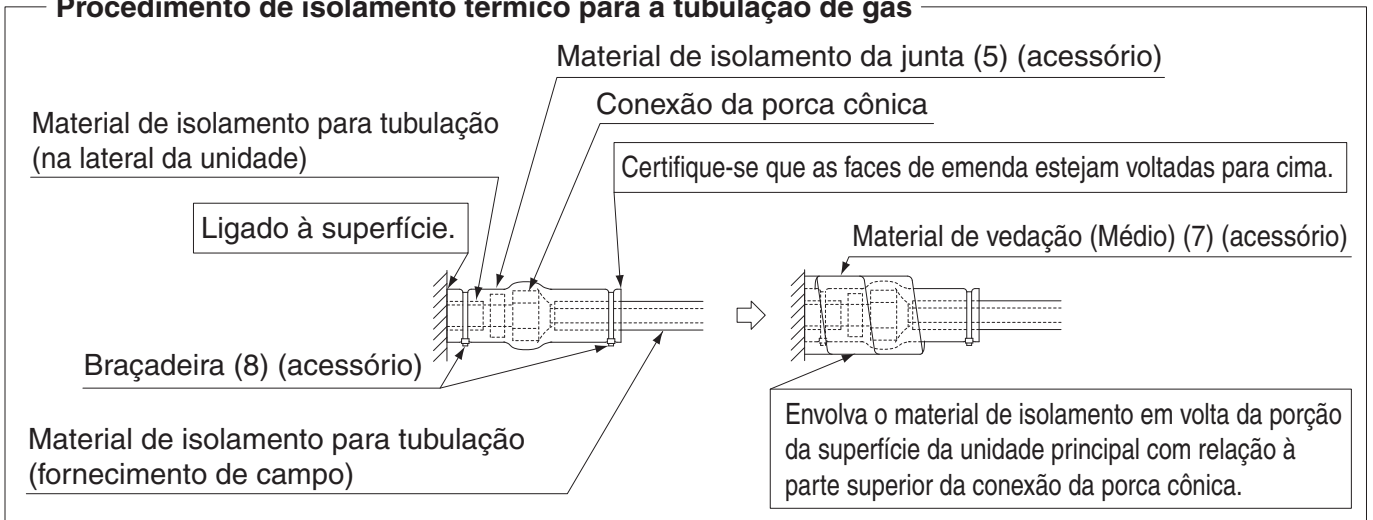 Procedimento de isolamento térmico para a tubulação de gás
Material de isolamento da junta (5) (acessório)
Conexão da porca cônica
Material de isolamento para tubulação
(na lateral da unidade)
Certifique-se que as faces de emenda estejam voltadas para cima.
Ligado à superfície.
Material de vedação (Médio) (7) (acessório)
Braçadeira (8) (acessório)
Material de isolamento para tubulação
(fornecimento de campo)
Envolva o material de isolamento em volta da porção
da superfície da unidade principal com relação à
parte superior da conexão da porca cônica.